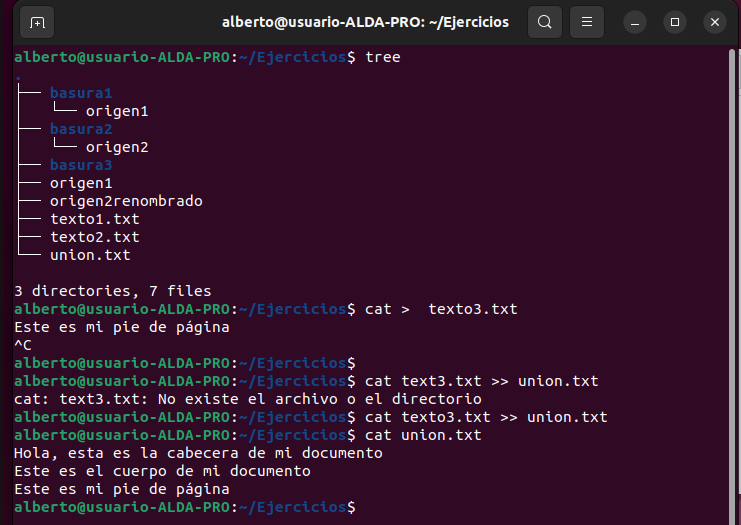 alberto@usuario-ALDA-PRO: ~/Ejercicios
alberto@usuario-ALDA-PRO:~/Ejercicios$ tree
.
├── basura1
│   └── origen1
├── basura2
│   └── origen2
├── basura3
├── origen1
├── origen2renombrado
├── texto1.txt
├── texto2.txt
└── union.txt

3 directories, 7 files
alberto@usuario-ALDA-PRO:~/Ejercicios$ cat >  texto3.txt
Este es mi pie de página
^C
alberto@usuario-ALDA-PRO:~/Ejercicios$
alberto@usuario-ALDA-PRO:~/Ejercicios$ cat text3.txt >> union.txt
cat: text3.txt: No existe el archivo o el directorio
alberto@usuario-ALDA-PRO:~/Ejercicios$ cat texto3.txt >> union.txt
alberto@usuario-ALDA-PRO:~/Ejercicios$ cat union.txt
Hola, esta es la cabecera de mi documento
Este es el cuerpo de mi documento
Este es mi pie de página
alberto@usuario-ALDA-PRO:~/Ejercicios$